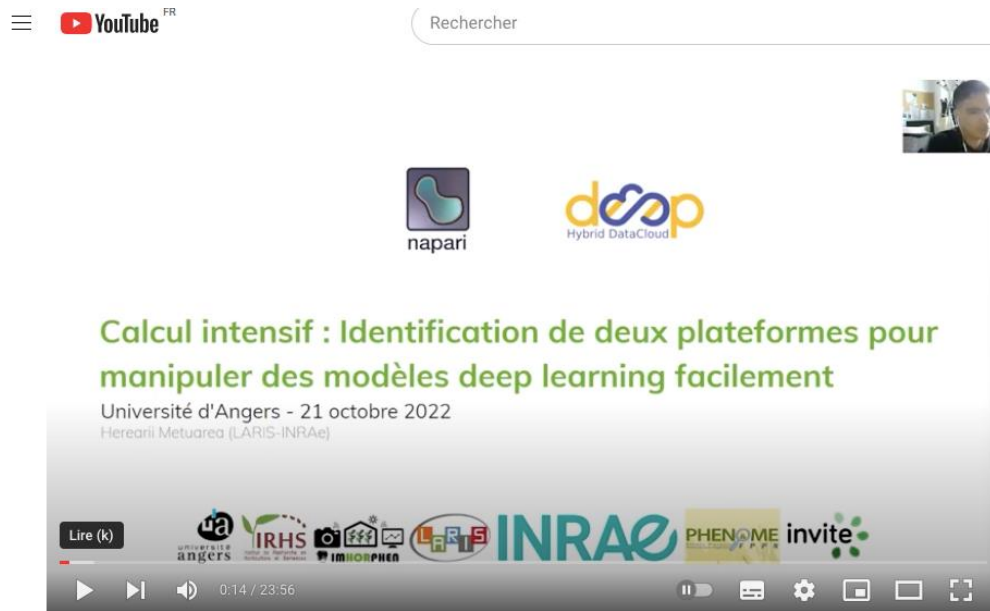 YouTube FR
Rechercher
napari
deep
Hybrid DataCloud
Calcul intensif : Identification de deux plateformes pour
manipuler des modèles deep learning facilement
Université d'Angers - 21 octobre 2022
Herearii Metuarea (LARIS-INRAe)
Lire (k)
ua université angers
IRHS
IMHORPHEN
LARIS
INRAE
PHENOME
invite
0:14 / 23:56